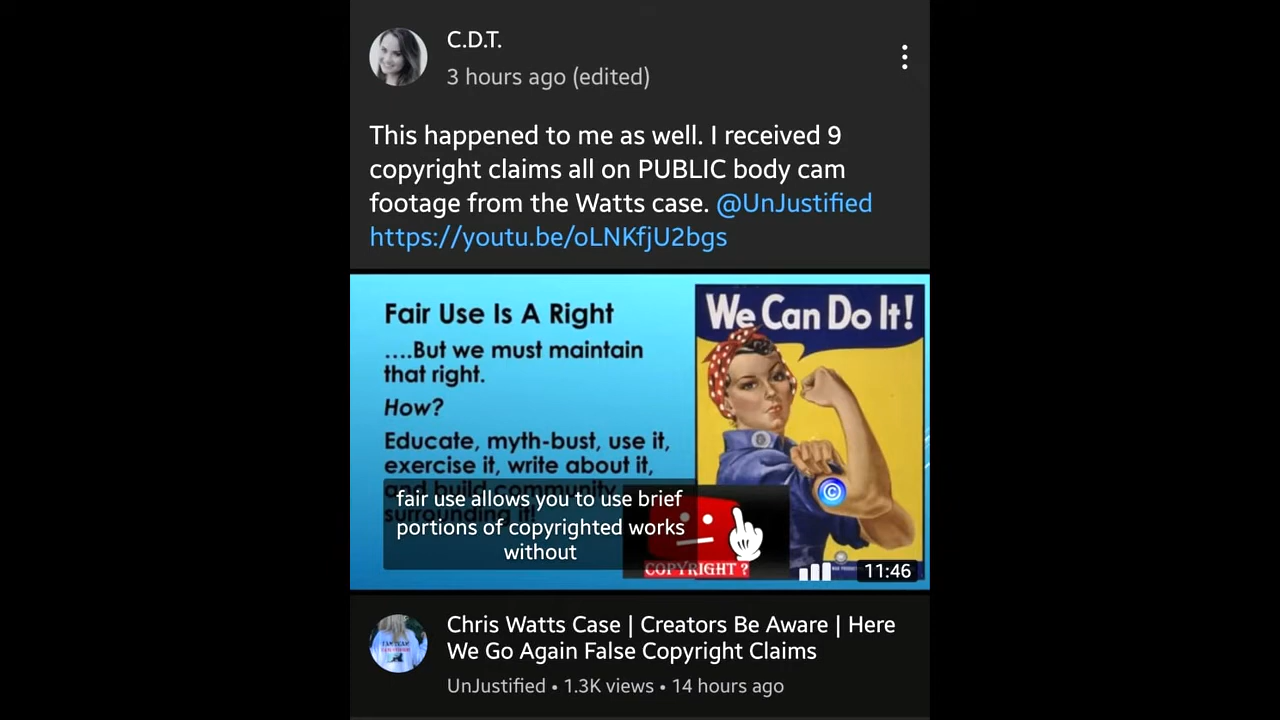 C.D.T.
3 hours ago (edited)
This happened to me as well. I received 9
copyright claims all on PUBLIC body cam
footage from the Watts case. @UnJustified
https://youtu.be/oLNKfjU2bgs
Fair Use Is A Right
....But we must maintain
that right.
How?
Educate, myth-bust, use it,
exercise it, write about it,
and build community
surrounding it!
fair use allows you to use brief
portions of copyrighted works
without
We Can Do It!
©
COPYRIGHT ?
11:46
Chris Watts Case | Creators Be Aware | Here
We Go Again False Copyright Claims
UnJustified • 1.3K views • 14 hours ago